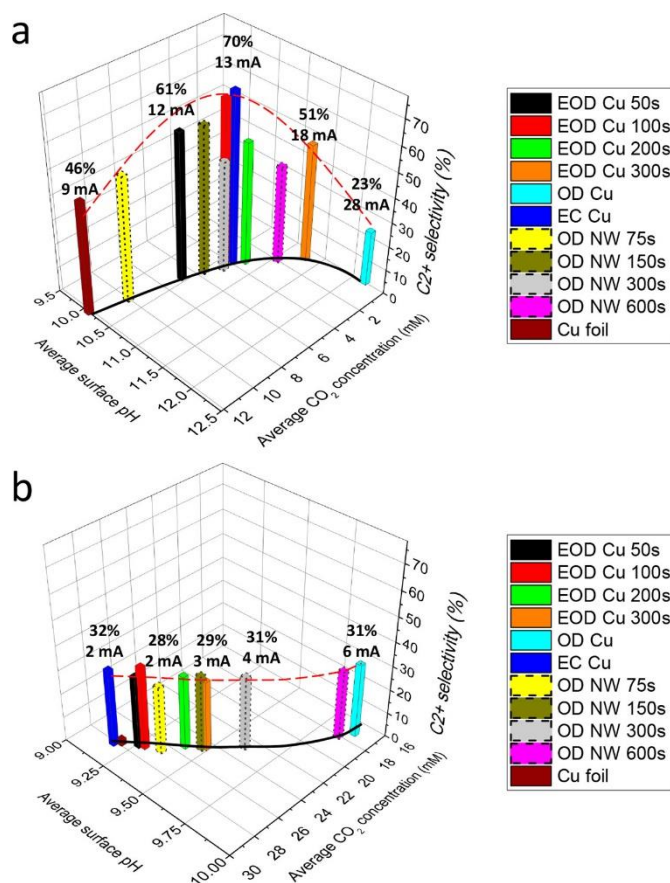 a
70%
13 mA
61%
12 mA
51%
18 mA
46%
9 mA
23%
28 mA
70
60
50
40
30
20
10
0
C2+ selectivity (%)
9.5
10.0
10.5
11.0
11.5
12.0
12.5
Average surface pH
12
10
8
6
4
2
Average CO2 concentration (mM)
EOD Cu 50s
EOD Cu 100s
EOD Cu 200s
EOD Cu 300s
OD Cu
EC Cu
OD NW 75s
OD NW 150s
OD NW 300s
OD NW 600s
Cu foil
b
32%
2 mA
28%
2 mA
29%
3 mA
31%
4 mA
31%
6 mA
70
60
50
40
30
20
10
0
C2+ selectivity (%)
9.00
9.25
9.50
9.75
10.00
Average surface pH
30
28
26
24
22
20
18
16
Average CO2 concentration (mM)
EOD Cu 50s
EOD Cu 100s
EOD Cu 200s
EOD Cu 300s
OD Cu
EC Cu
OD NW 75s
OD NW 150s
OD NW 300s
OD NW 600s
Cu foil